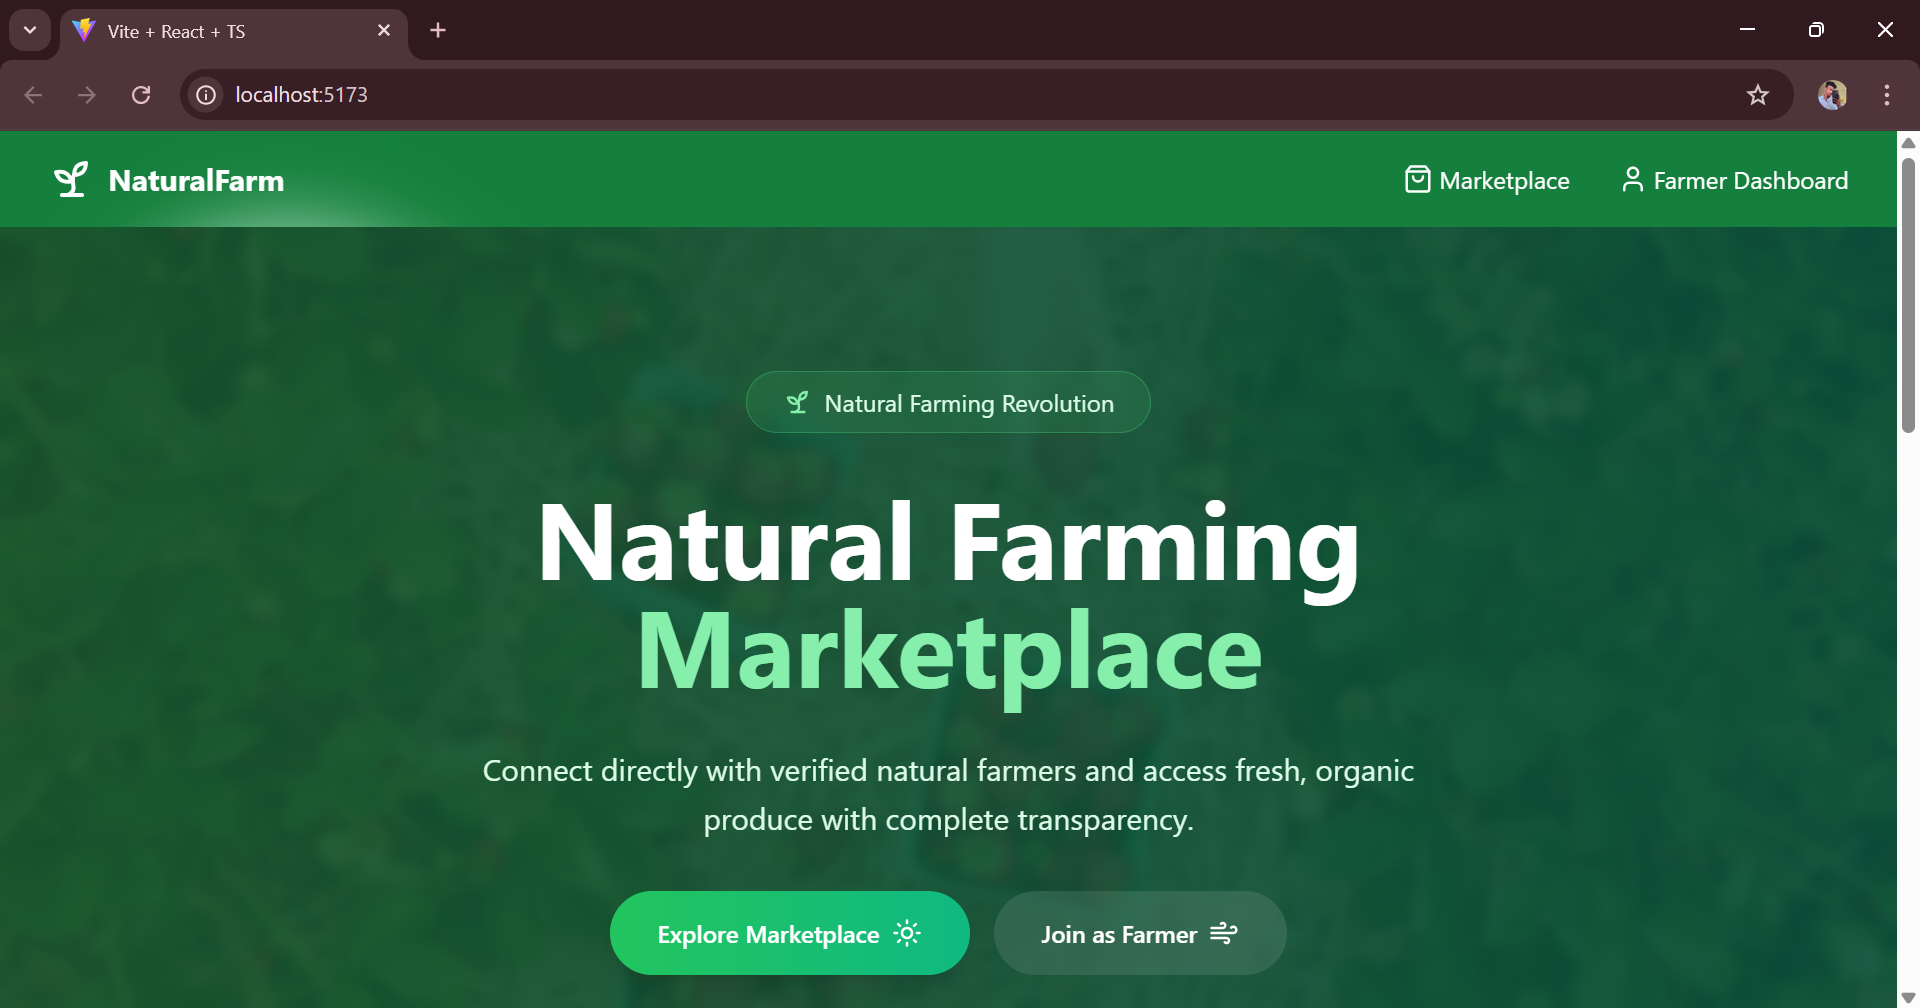 Vite + React + TS
localhost:5173
NaturalFarm
Marketplace
Farmer Dashboard
Natural Farming Revolution
Natural Farming
Marketplace
Connect directly with verified natural farmers and access fresh, organic
produce with complete transparency.
Explore Marketplace
Join as Farmer